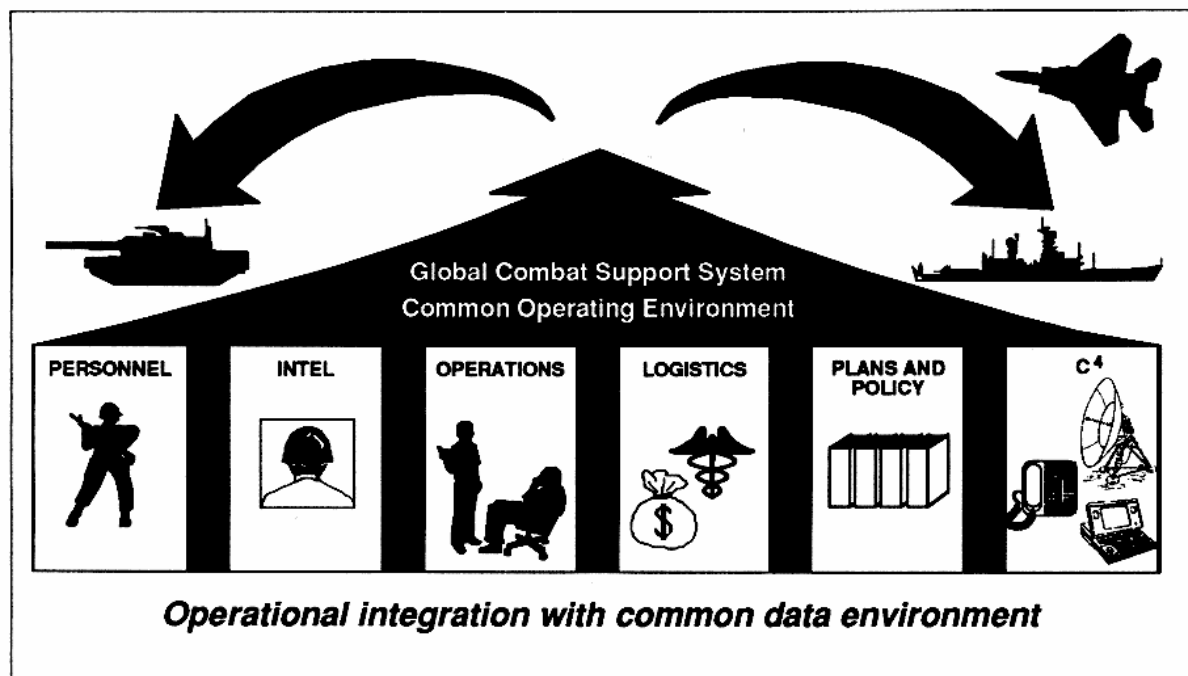 Global Combat Support System
Common Operating Environment
PERSONNEL
INTEL
OPERATIONS
LOGISTICS
PLANS AND
POLICY
C⁴
$
Operational integration with common data environment